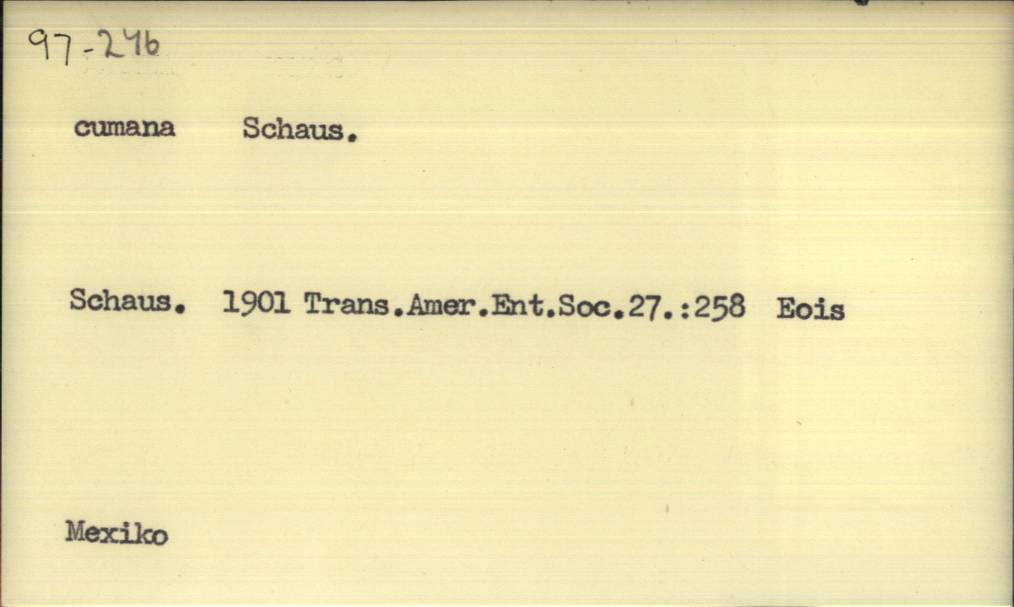 97-246
cumana Schaus.
Schaus. 1901 Trans.Amer.Ent.Soc.27.:258 Eois
Mexiko